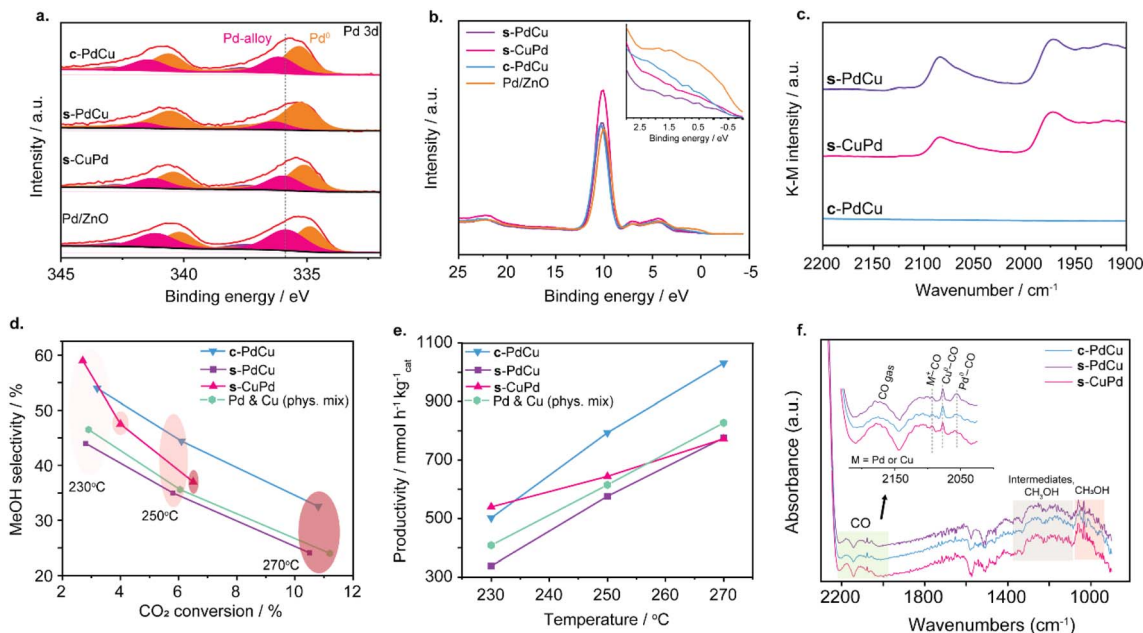 a.
Pd 3d
Pd-alloy
Pd⁰
c-PdCu
s-PdCu
s-CuPd
Pd/ZnO
Intensity / a.u.
345
340
335
Binding energy / eV
b.
s-PdCu
s-CuPd
c-PdCu
Pd/ZnO
2.5
1.5
0.5
-0
Binding energy / eV
Intensity
25
20
15
10
5
0
-5
Binding energy / eV
c.
s-PdCu
s-CuPd
c-PdCu
K-M intensity / a.u.
2200
2150
2100
2050
2000
1950
1900
Wavenumber / cm⁻¹
d.
c-PdCu
s-PdCu
s-CuPd
Pd & Cu (phys. mix)
230°C
250°C
270°C
MeOH selectivity / %
60
50
40
30
20
2
4
6
8
10
12
CO₂ conversion / %
e.
c-PdCu
s-PdCu
s-CuPd
Pd & Cu (phys. mix)
Productivity / mmol h⁻¹ kg⁻¹cat
1100
1000
900
800
700
600
500
400
300
230
240
250
260
270
Temperature / °C
f.
c-PdCu
s-PdCu
s-CuPd
CO gas
Cu⁰–CO
Pd⁰–CO
M = Pd or Cu
2150
2050
CO
Intermediates,
CH₃OH
CH₃OH
Absorbance (a.u.)
2200
1800
1400
1000
Wavenumbers (cm⁻¹)